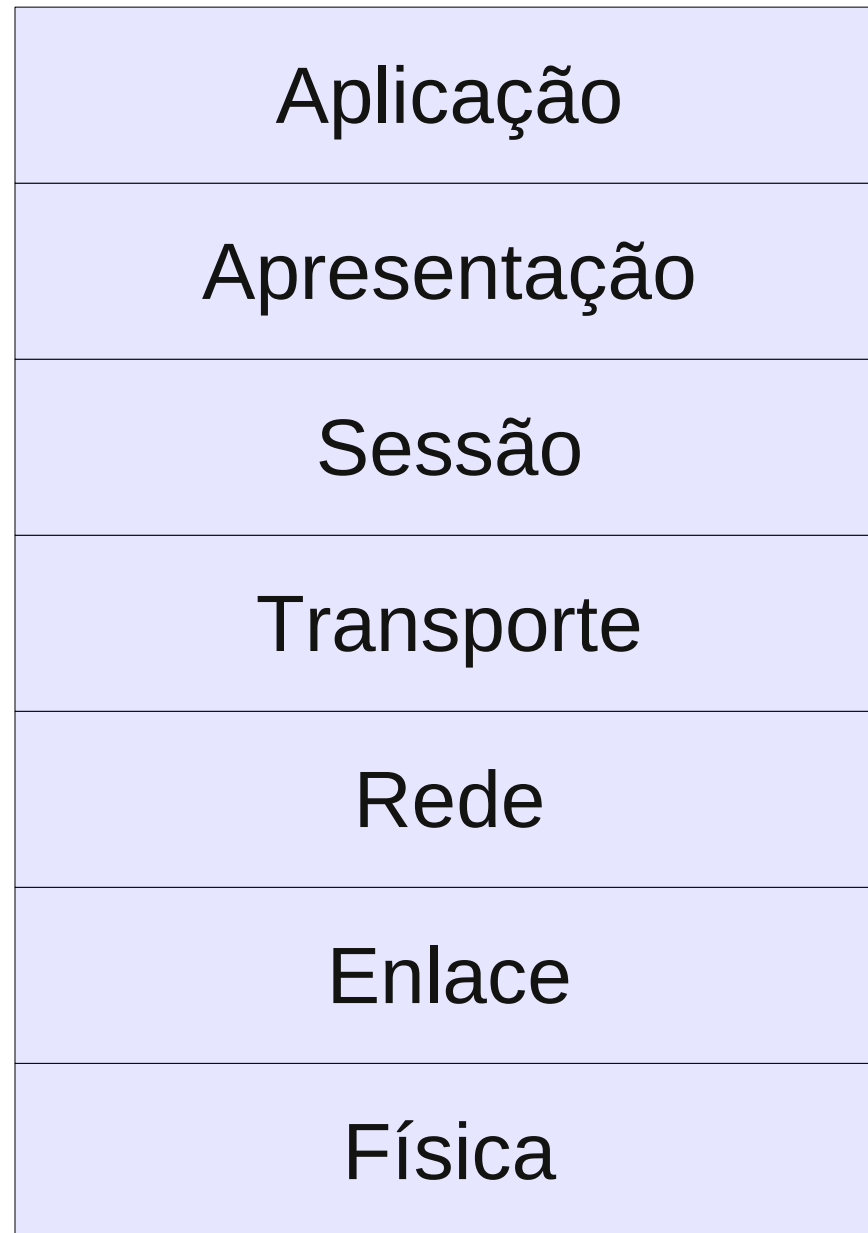 Aplicação
Apresentação
Sessão
Transporte
Rede
Enlace
Física